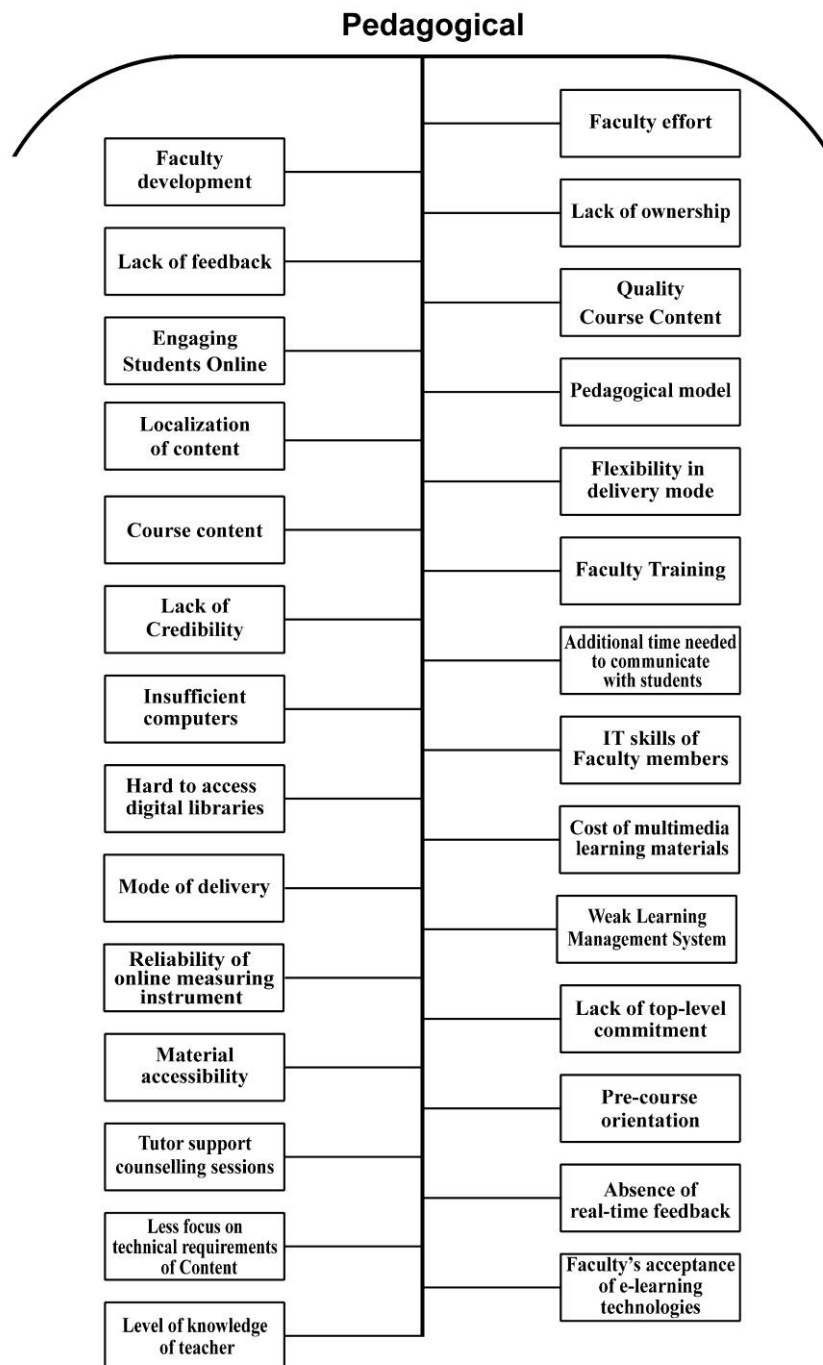 Pedagogical
Faculty
development
Lack of feedback
Engaging
Students Online
Localization
of content
Course content
Lack of
Credibility
Insufficient
computers
Hard to access
digital libraries
Mode of delivery
Reliability of
online measuring
instrument
Material
accessibility
Tutor support
counselling sessions
Less focus on
technical requirements
of Content
Level of knowledge
of teacher
Faculty effort
Lack of ownership
Quality
Course Content
Pedagogical model
Flexibility in
delivery mode
Faculty Training
Additional time needed
to communicate
with students
IT skills of
Faculty members
Cost of multimedia
learning materials
Weak Learning
Management System
Lack of top-level
commitment
Pre-course
orientation
Absence of
real-time feedback
Faculty’s acceptance
of e-learning
technologies